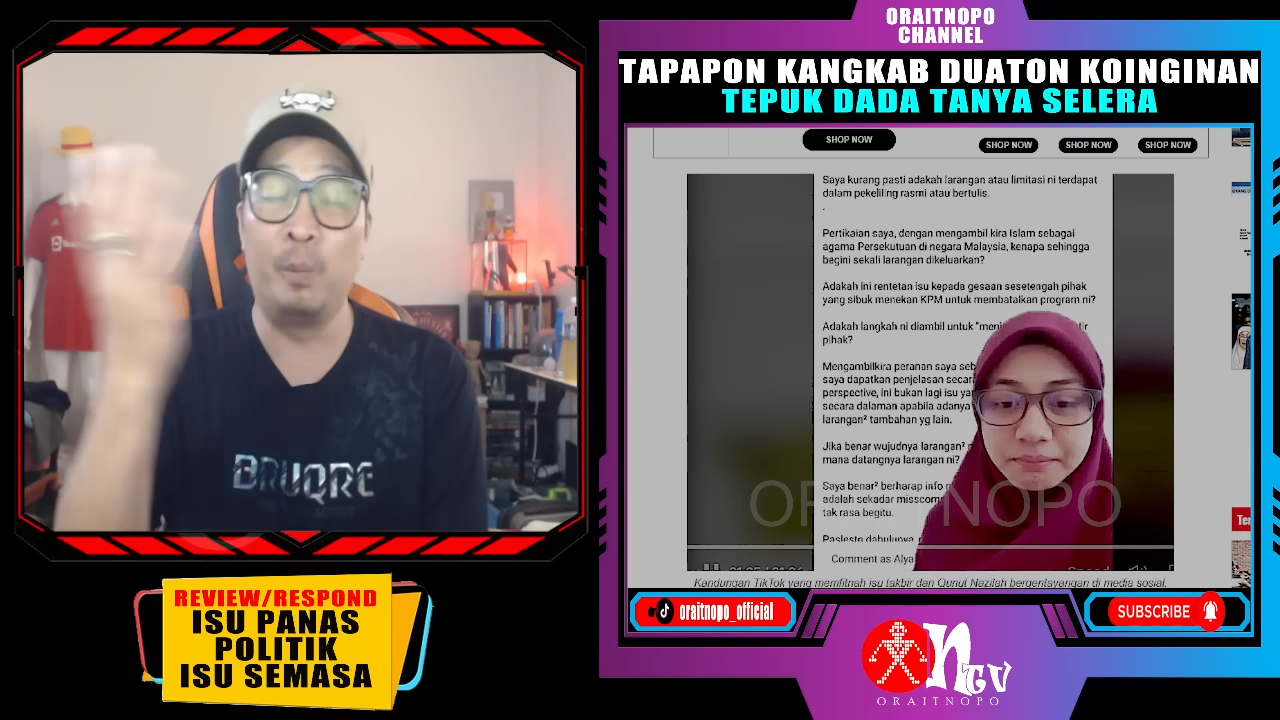 BRUQRE
REVIEW/RESPOND
ISU PANAS
POLITIK
ISU SEMASA
ORAITNOPO
CHANNEL
TAPAPON KANGKAB DUATON KOINGINAN
TEPUK DADA TANYA SELERA
SHOP NOW
SHOP NOW
SHOP NOW
SHOP NOW
Saya kurang pasti adakah larangan atau limitasi ni terdapat
dalam pekeliling rasmi atau bertulis.
.
Pertikaian saya, dengan mengambil kira Islam sebagai
agama Persekutuan di negara Malaysia, kenapa sehingga
begini sekali larangan dikeluarkan?
Adakah ini rentetan isu kepada gesaan sesetengah pihak
yang sibuk menekan KPM untuk membatalkan program ni?
Adakah langkah ni diambil untuk
pihak?
Mengambilkira peranan saya
saya dapatkan penjelasan
perspective, ini bukan lagi isu
secara dalaman apabila adanya
larangan² tambahan yg lain.
Jika benar wujudnya larangan²
mana datangnya larangan ni?
Saya benar² berharap info
adalah sekadar
tak rasa begitu.
Comment as Alya
ORAITNOPO
Kandungan TikTok yang memfitnah isu takbir dan Qunut Nazilah bergentayangan di media sosial.
oraitnopo_official
SUBSCRIBE
nTV
ORAITNOPO